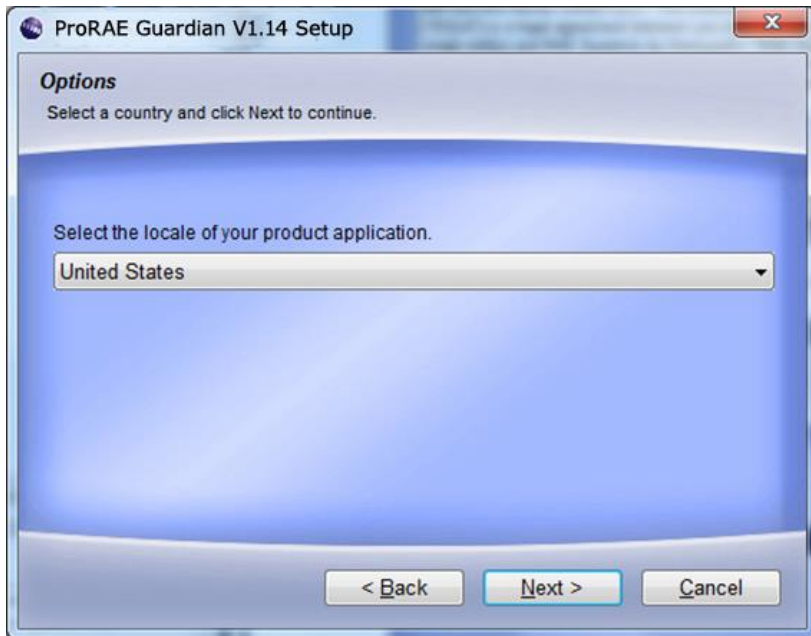 ProRAE Guardian V1.14 Setup
Options
Select a country and click Next to continue.
Select the locale of your product application.
United States
< Back
Next >
Cancel